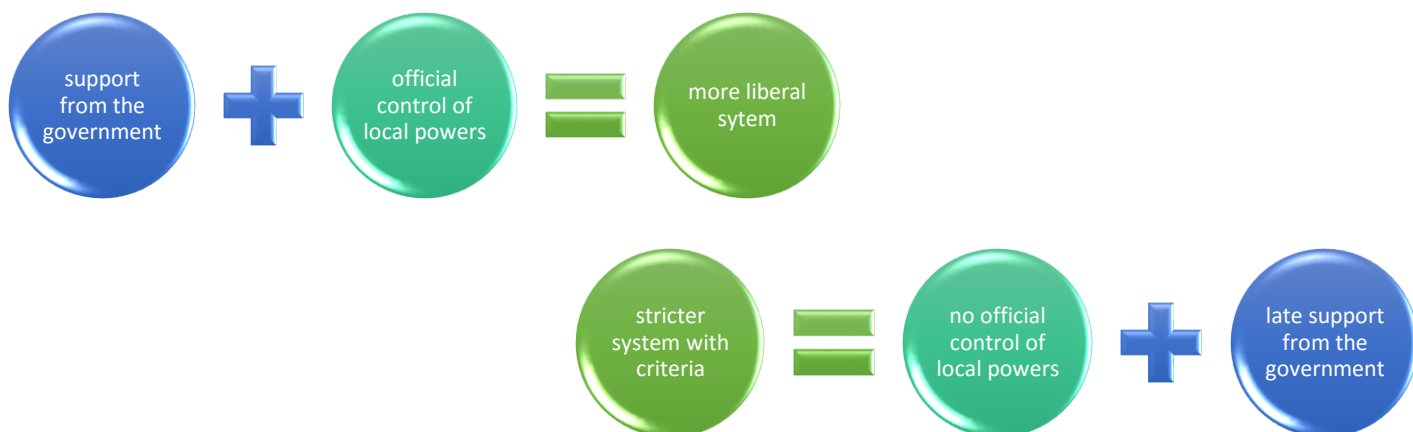 support
from the
government
official
control of
local powers
more liberal
sytem
stricter
system with
criteria
no official
control of
local powers
late support
from the
government